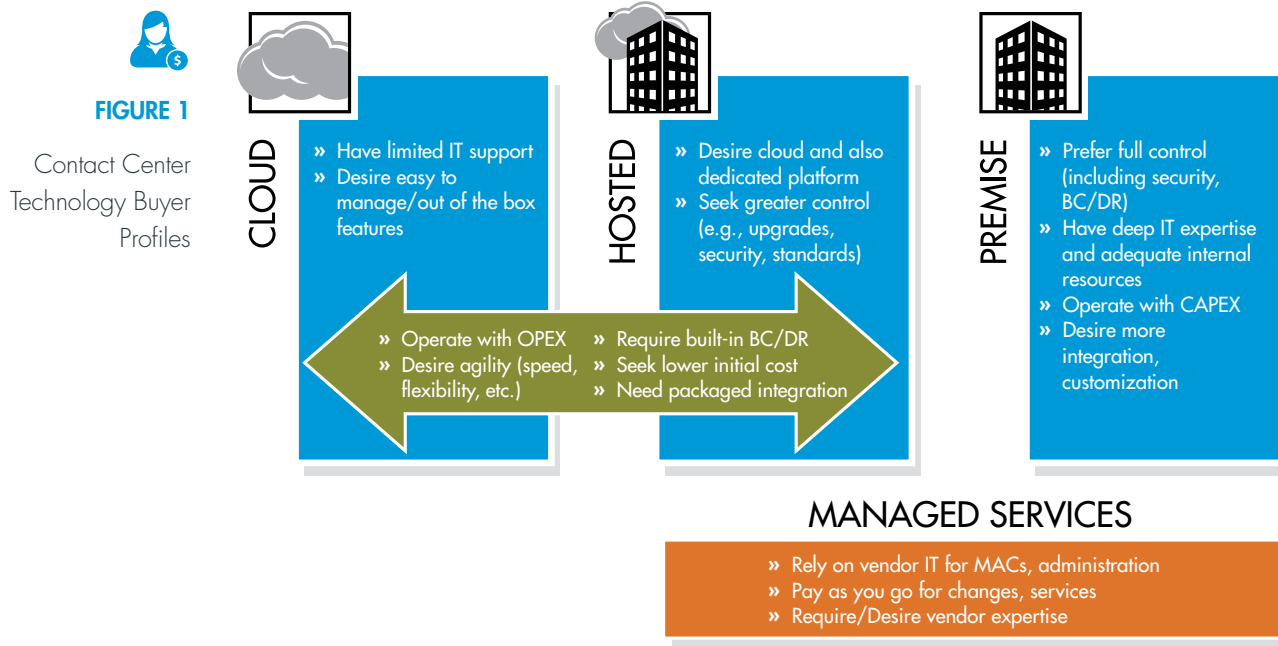 $
FIGURE 1
Contact Center
Technology Buyer
Profiles
CLOUD
» Have limited IT support
» Desire easy to
manage/out of the box
features
HOSTED
» Desire cloud and also
dedicated platform
» Seek greater control
(e.g., upgrades,
security, standards)
PREMISE
» Prefer full control
(including security,
BC/DR)
» Have deep IT expertise
and adequate internal
resources
» Operate with CAPEX
» Desire more
integration,
customization
» Operate with OPEX
» Desire agility (speed,
flexibility, etc.)
» Require built-in BC/DR
» Seek lower initial cost
» Need packaged integration
MANAGED SERVICES
» Rely on vendor IT for MACs, administration
» Pay as you go for changes, services
» Require/Desire vendor expertise